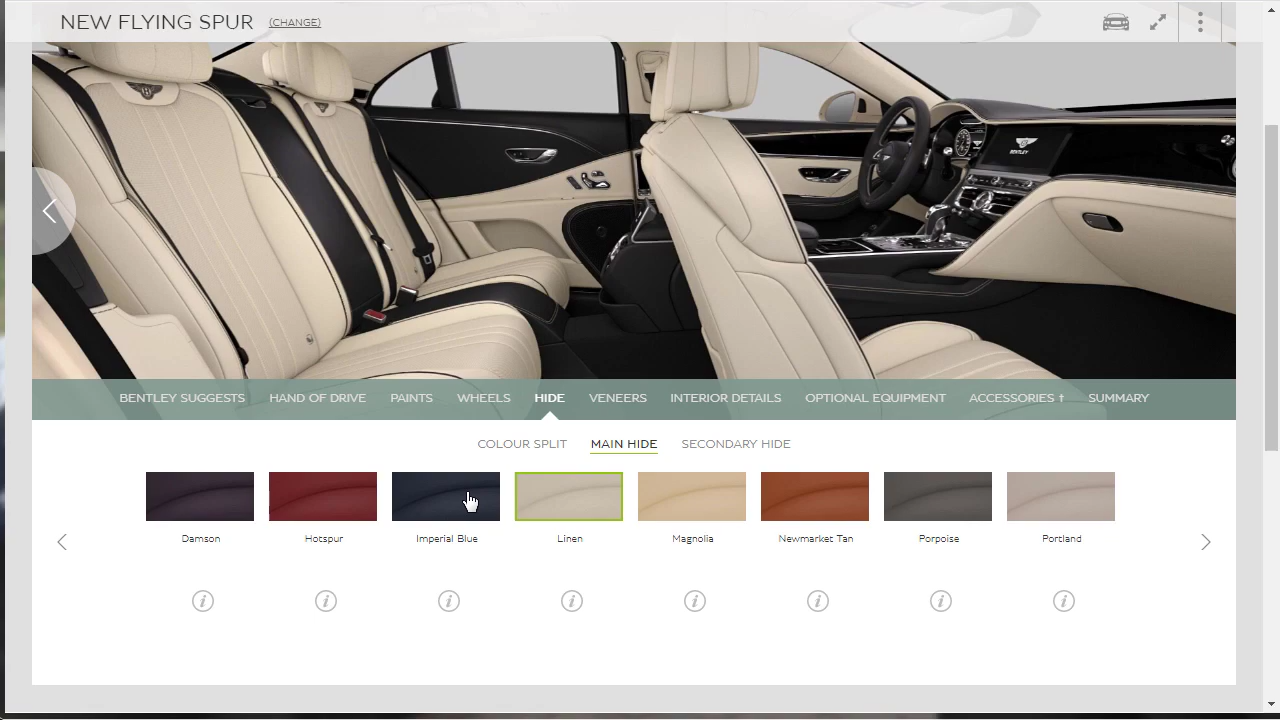 NEW FLYING SPUR (CHANGE)
BENTLEY
BENTLEY SUGGESTS HAND OF DRIVE PAINTS WHEELS HIDE VENEERS INTERIOR DETAILS OPTIONAL EQUIPMENT ACCESSORIES † SUMMARY
COLOUR SPLIT MAIN HIDE SECONDARY HIDE
Damson Hotspur Imperial Blue Linen Magnolia Newmarket Tan Porpoise Portland